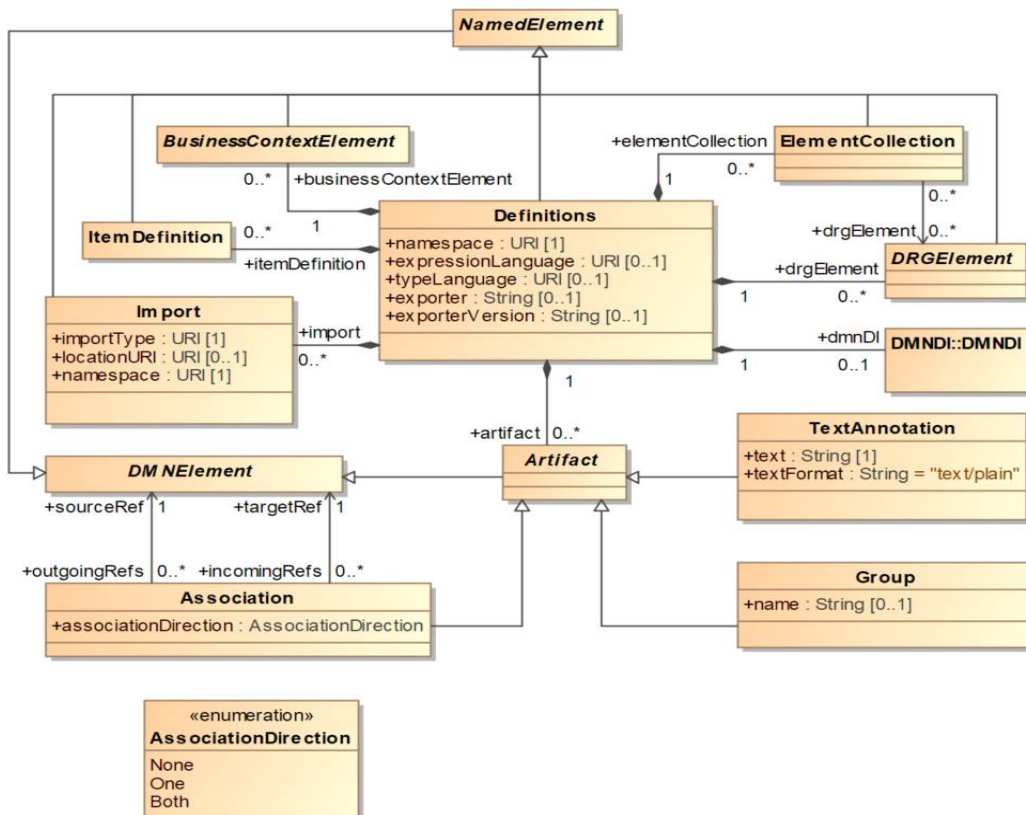 NamedElement
BusinessContextElement
0..*
+businessContextElement
1
+elementCollection
1
0..*
ElementCollection
0..*
+drgElement
0..*
ItemDefinition
0..*
+itemDefinition
Definitions
+namespace : URI [1]
+expressionLanguage : URI [0..1]
+typeLanguage : URI [0..1]
+exporter : String [0..1]
+exporterVersion : String [0..1]
DRGElement
+drgElement
1
0..*
Import
+importType : URI [1]
+locationURI : URI [0..1]
+namespace : URI [1]
+import
0..*
+dmnDI
1
0..1
DMNDI::DMNDI
1
+artifact
0..*
DMNElement
Artifact
TextAnnotation
+text : String [1]
+textFormat : String = "text/plain"
+sourceRef
1
+targetRef
1
+outgoingRefs
0..*
+incomingRefs
0..*
Association
+associationDirection : AssociationDirection
Group
+name : String [0..1]
«enumeration»
AssociationDirection
None
One
Both